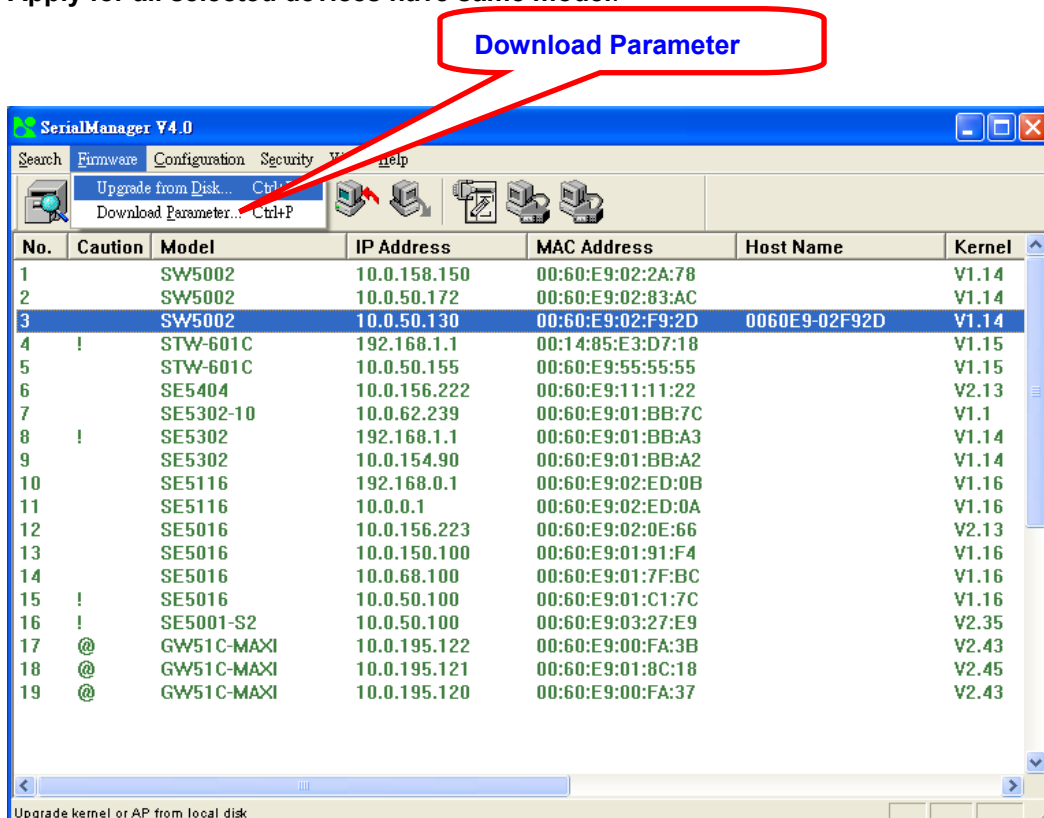 Apply for all selected devices have same model.
Download Parameter
SerialManager V4.0
Search Firmware Configuration Security Help
Upgrade from Disk...
Download Parameter... Ctrl+P
No. Caution Model IP Address MAC Address Host Name Kernel
1 SW5002 10.0.158.150 00:60:E9:02:2A:78 V1.14
2 SW5002 10.0.50.172 00:60:E9:02:83:AC V1.14
3 SW5002 10.0.50.130 00:60:E9:02:F9:2D 0060E9-02F92D V1.14
4 ! STW-601C 192.168.1.1 00:14:85:E3:D7:18 V1.15
5 STW-601C 10.0.50.155 00:60:E9:55:55:55 V1.15
6 SE5404 10.0.156.222 00:60:E9:11:11:22 V2.13
7 SE5302-10 10.0.62.239 00:60:E9:01:BB:7C V1.1
8 ! SE5302 192.168.1.1 00:60:E9:01:BB:A3 V1.14
9 SE5302 10.0.154.90 00:60:E9:01:BB:A2 V1.14
10 SE5116 192.168.0.1 00:60:E9:02:ED:0B V1.16
11 SE5116 10.0.0.1 00:60:E9:02:ED:0A V1.16
12 SE5016 10.0.156.223 00:60:E9:02:0E:66 V2.13
13 SE5016 10.0.150.100 00:60:E9:01:91:F4 V1.16
14 SE5016 10.0.68.100 00:60:E9:01:7F:BC V1.16
15 ! SE5016 10.0.50.100 00:60:E9:01:C1:7C V1.16
16 ! SE5001-S2 10.0.50.100 00:60:E9:03:27:E9 V2.35
17 @ GW51C-MAXI 10.0.195.122 00:60:E9:00:FA:3B V2.43
18 @ GW51C-MAXI 10.0.195.121 00:60:E9:01:8C:18 V2.45
19 @ GW51C-MAXI 10.0.195.120 00:60:E9:00:FA:37 V2.43
Upgrade kernel or AP from local disk